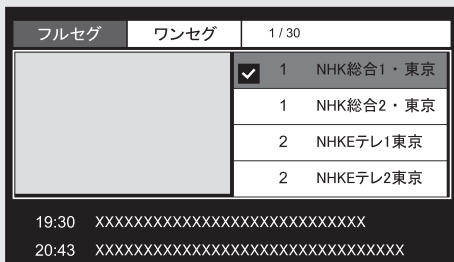 フルセグ ワンセグ 1 / 30
1 NHK総合1・東京
1 NHK総合2・東京
2 NHKEテレ1東京
2 NHKEテレ2東京
19:30 XXXXXXXXXXXXXXXXXXXXXXXXXXXX
20:43 XXXXXXXXXXXXXXXXXXXXXXXXXXXXXXXX